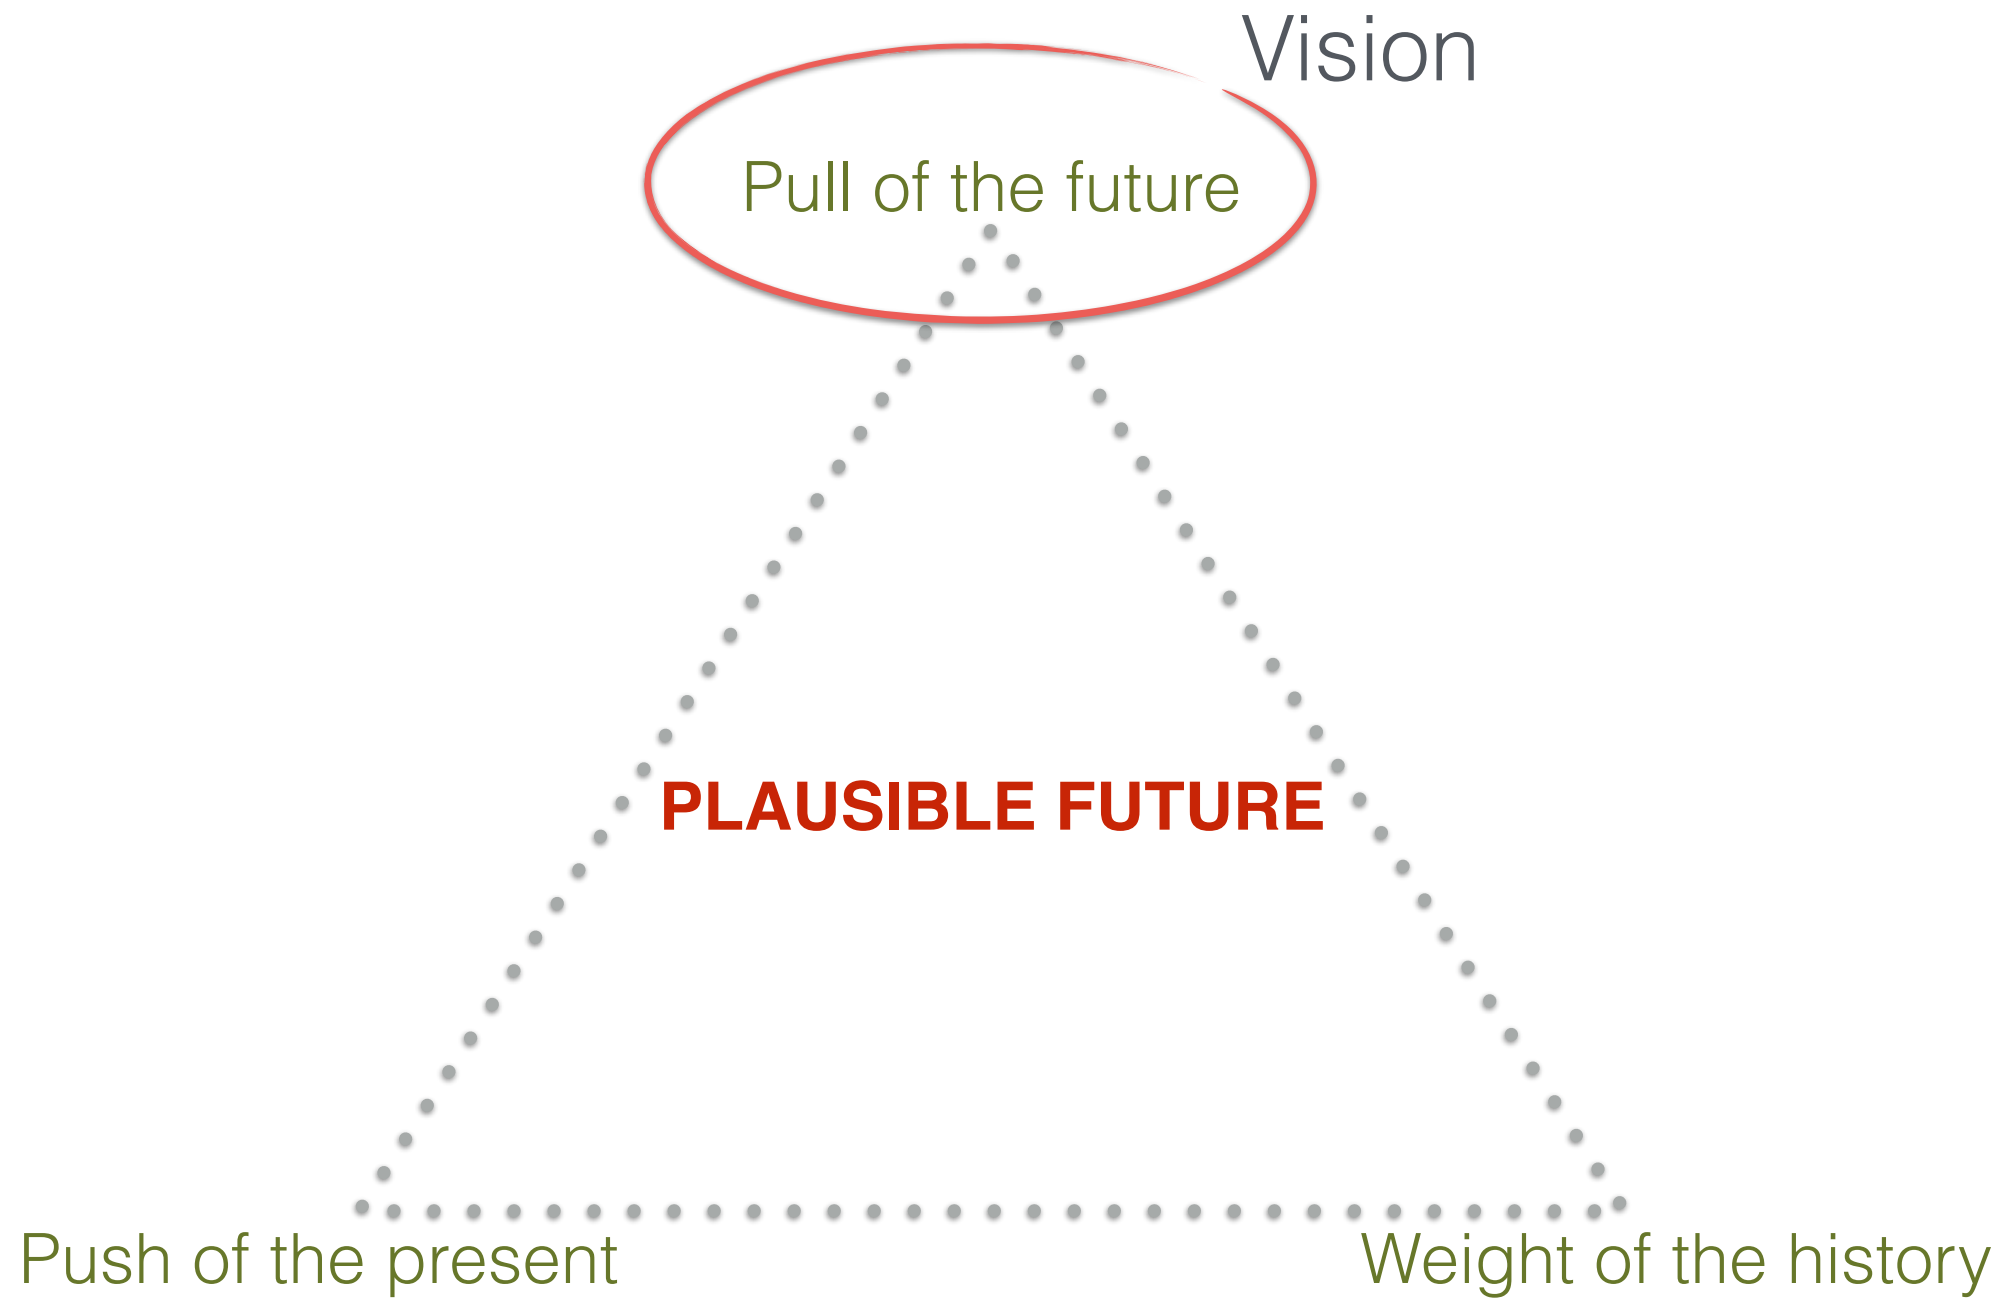 Vision
Pull of the future
PLAUSIBLE FUTURE
Push of the present
Weight of the history